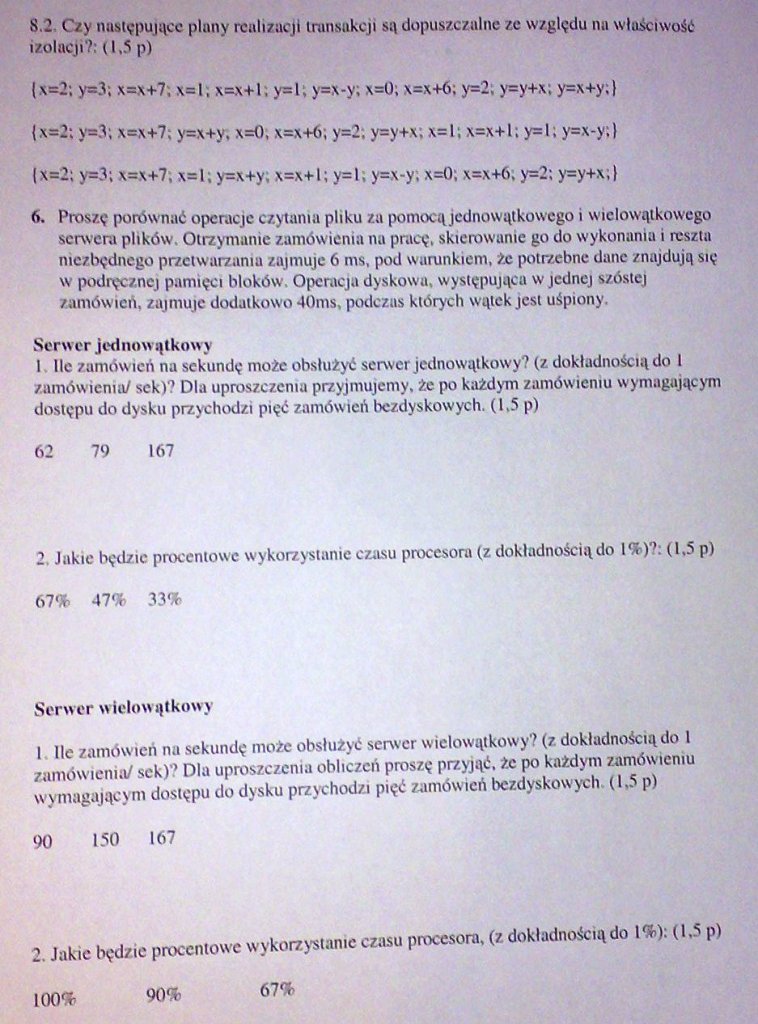 8.2. Czy następujące plany realizacji transakcji są dopuszczalne ze względu na właściwość
izolacji?: (1,5 p)
{x=2; y=3; x=x+7; x=1; x=x+1; y=1; y=x-y; x=0; x=x+6; y=2; y=y+x; y=x+y;}
{x=2; y=3; x=x+7; y=x+y; x=0; x=x+6; y=2; y=y+x; x=1; x=x+1; y=1; y=x-y;}
{x=2; y=3; x=x+7; x=1; y=x+y; x=x+1; y=1; y=x-y; x=0; x=x+6; y=2; y=y+x;}
6. Proszę porównać operacje czytania pliku za pomocą jednowątkowego i wielowątkowego
serwera plików. Otrzymanie zamówienia na pracę, skierowanie go do wykonania i reszta
niezbędnego przetwarzania zajmuje 6 ms, pod warunkiem, że potrzebne dane znajdują się
w podręcznej pamięci bloków. Operacja dyskowa, występująca w jednej szóstej
zamówień, zajmuje dodatkowo 40ms, podczas których wątek jest uśpiony.
Serwer jednowątkowy
1. Ile zamówień na sekundę może obsłużyć serwer jednowątkowy? (z dokładnością do 1
zamówienia/ sek)? Dla uproszczenia przyjmujemy, że po każdym zamówieniu wymagającym
dostępu do dysku przychodzi pięć zamówień bezdyskowych. (1,5 p)
62 79 167
2. Jakie będzie procentowe wykorzystanie czasu procesora (z dokładnością do 1%)?: (1,5 p)
67% 47% 33%
Serwer wielowątkowy
1. Ile zamówień na sekundę może obsłużyć serwer wielowątkowy? (z dokładnością do 1
zamówienia/ sek)? Dla uproszczenia obliczeń proszę przyjąć, że po każdym zamówieniu
wymagającym dostępu do dysku przychodzi pięć zamówień bezdyskowych. (1,5 p)
90 150 167
2. Jakie będzie procentowe wykorzystanie czasu procesora, (z dokładnością do 1%): (1,5 p)
100% 90% 67%